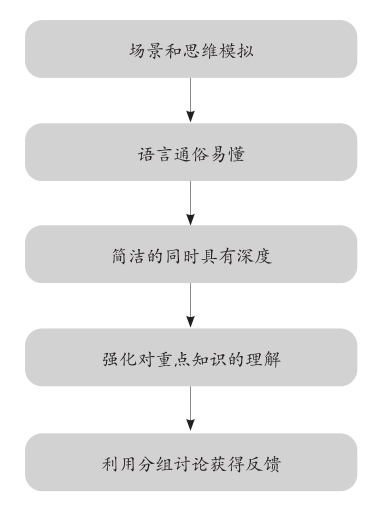 场景和思维模拟
语言通俗易懂
简洁的同时具有深度
强化对重点知识的理解
利用分组讨论获得反馈